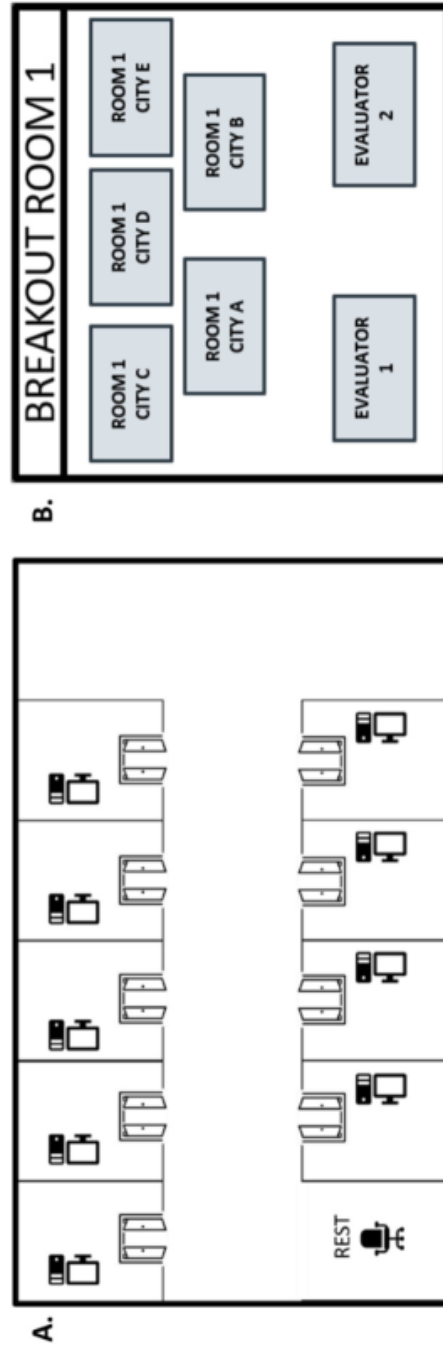 A.
REST
B.
BREAKOUT ROOM 1
ROOM 1
CITY C
ROOM 1
CITY D
ROOM 1
CITY E
ROOM 1
CITY A
ROOM 1
CITY B
EVALUATOR
1
EVALUATOR
2